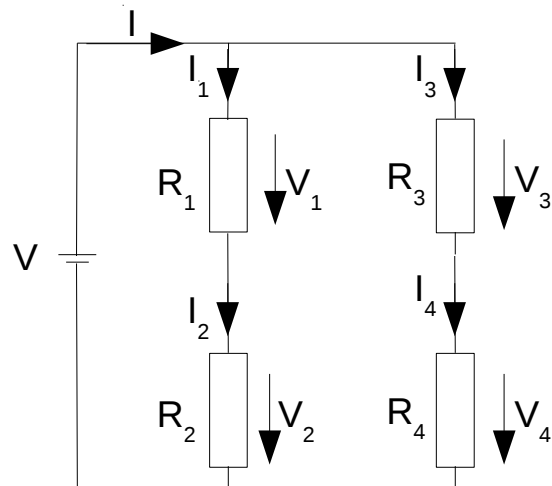 I
I₁
I₃
R₁
V₁
R₃
V₃
V
I₂
I₄
R₂
V₂
R₄
V₄